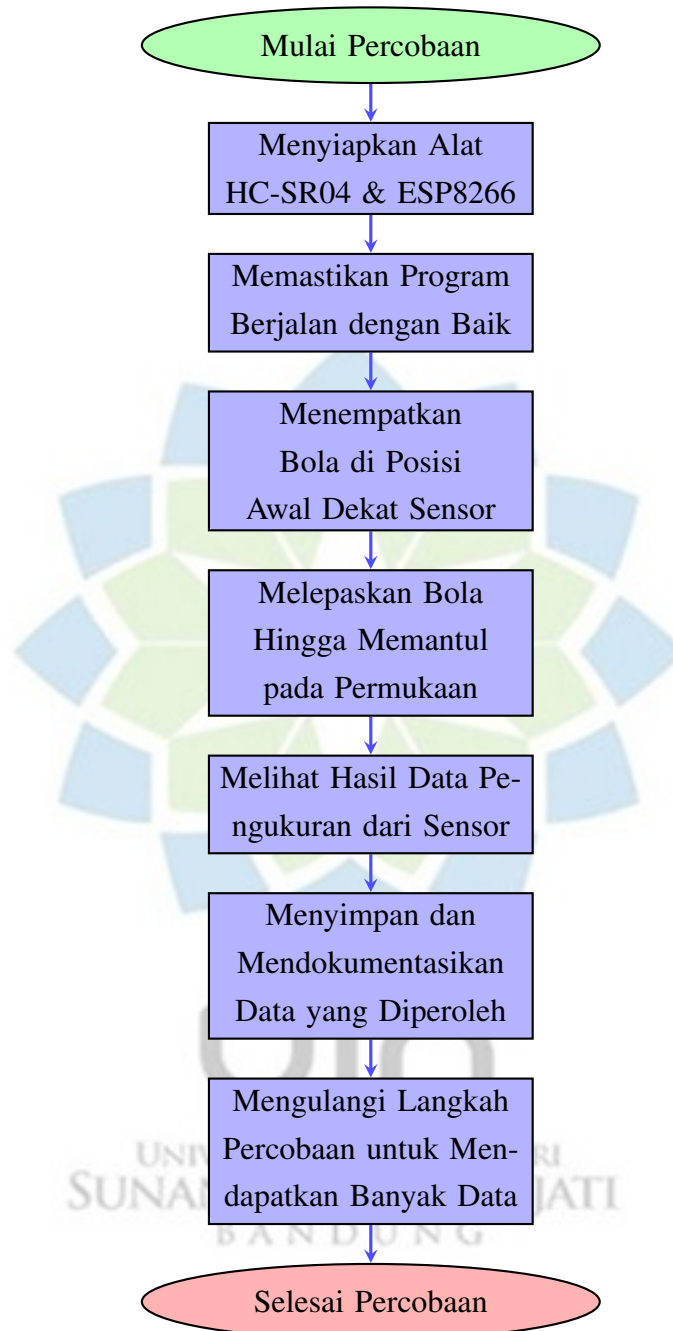 Mulai Percobaan
Menyiapkan Alat
HC-SR04 & ESP8266
Memastikan Program
Berjalan dengan Baik
Menempatkan
Bola di Posisi
Awal Dekat Sensor
Melepaskan Bola
Hingga Memantul
pada Permukaan
Melihat Hasil Data Pe-
ngukuran dari Sensor
Menyimpan dan
Mendokumentasikan
Data yang Diperoleh
Mengulangi Langkah
Percobaan untuk Men-
dapatkan Banyak Data
BANDUNG
Selesai Percobaan